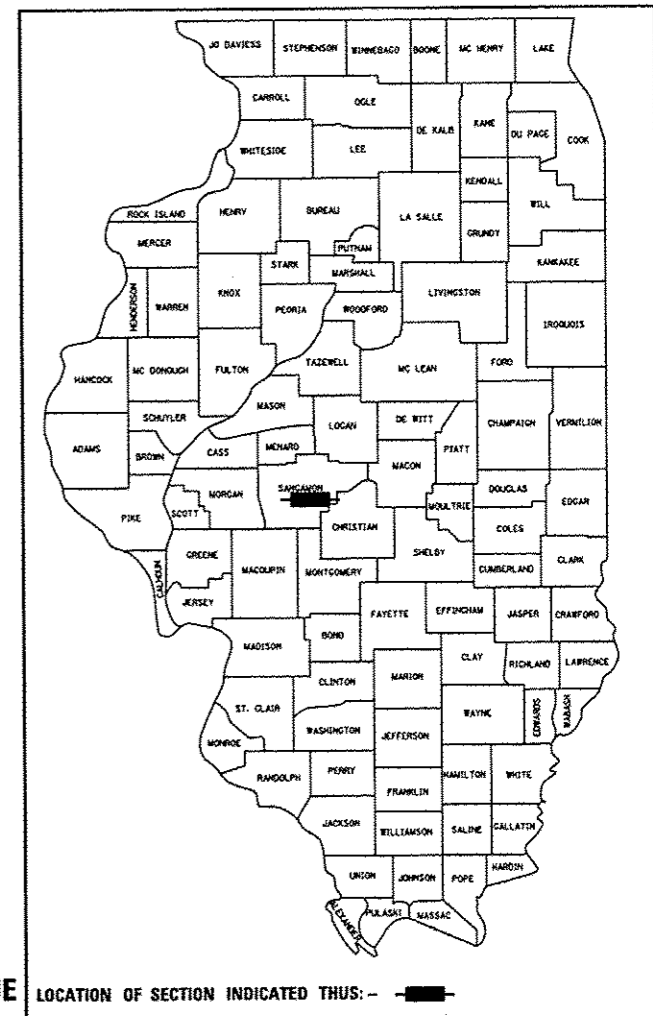 JO DAVIESS STEPHENSON WINNEBAGO BOONE MC HENRY LAKE
CARROLL OGLE DE KALB KANE DU PAGE COOK
WHITESIDE LEE KENDALL WILL
ROCK ISLAND HENRY BUREAU LA SALLE GRUNDY
MERCER PUTNAM KANKAKEE
STARK MARSHALL
HENDERSON WARREN KNOX PEORIA WOODFORD LIVINGSTON IROQUOIS
HANCOCK MC DONOUGH FULTON TAZEWELL MC LEAN FORD
SCHUYLER MASON LOGAN DE WITT CHAMPAIGN VERMILION
ADAMS BROWN CASS MENARD MACON PIATT
PIKE SCOTT MORGAN SANGAMON CHRISTIAN MOULTRIE DOUGLAS EDGAR
COLES
CALHOUN GREENE MACOUPIN MONTGOMERY SHELBY CUMBERLAND CLARK
JERSEY FAYETTE EFFINGHAM JASPER CRAWFORD
MADISON BOND CLAY RICHLAND LAWRENCE
CLINTON MARION
ST. CLAIR WAYNE EDWARDS WABASH
MONROE WASHINGTON JEFFERSON
RANDOLPH PERRY HAMILTON WHITE
FRANKLIN
JACKSON WILLIAMSON SALINE GALLATIN
UNION JOHNSON POPE HARDIN
ALEXANDER PULASKI MASSAC
E LOCATION OF SECTION INDICATED THUS: -